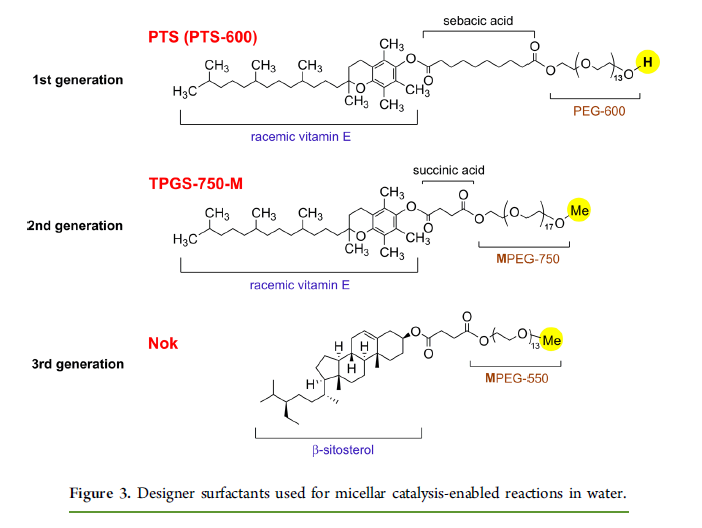 sebacic acid
PTS (PTS-600)
CH3
O
O
H
1st generation
CH3 CH3 CH3
O
O
13
O
H3C
O
CH3
O
CH3 CH3
PEG-600
racemic vitamin E
succinic acid
TPGS-750-M
CH3
O
O
Me
2nd generation
CH3 CH3 CH3
O
O
17
O
H3C
O
CH3
O
CH3 CH3
MPEG-750
racemic vitamin E
O
Nok
O
O
O
13
Me
3rd generation
H H
O
H
MPEG-550
H
β-sitosterol
Figure 3. Designer surfactants used for micellar catalysis-enabled reactions in water.